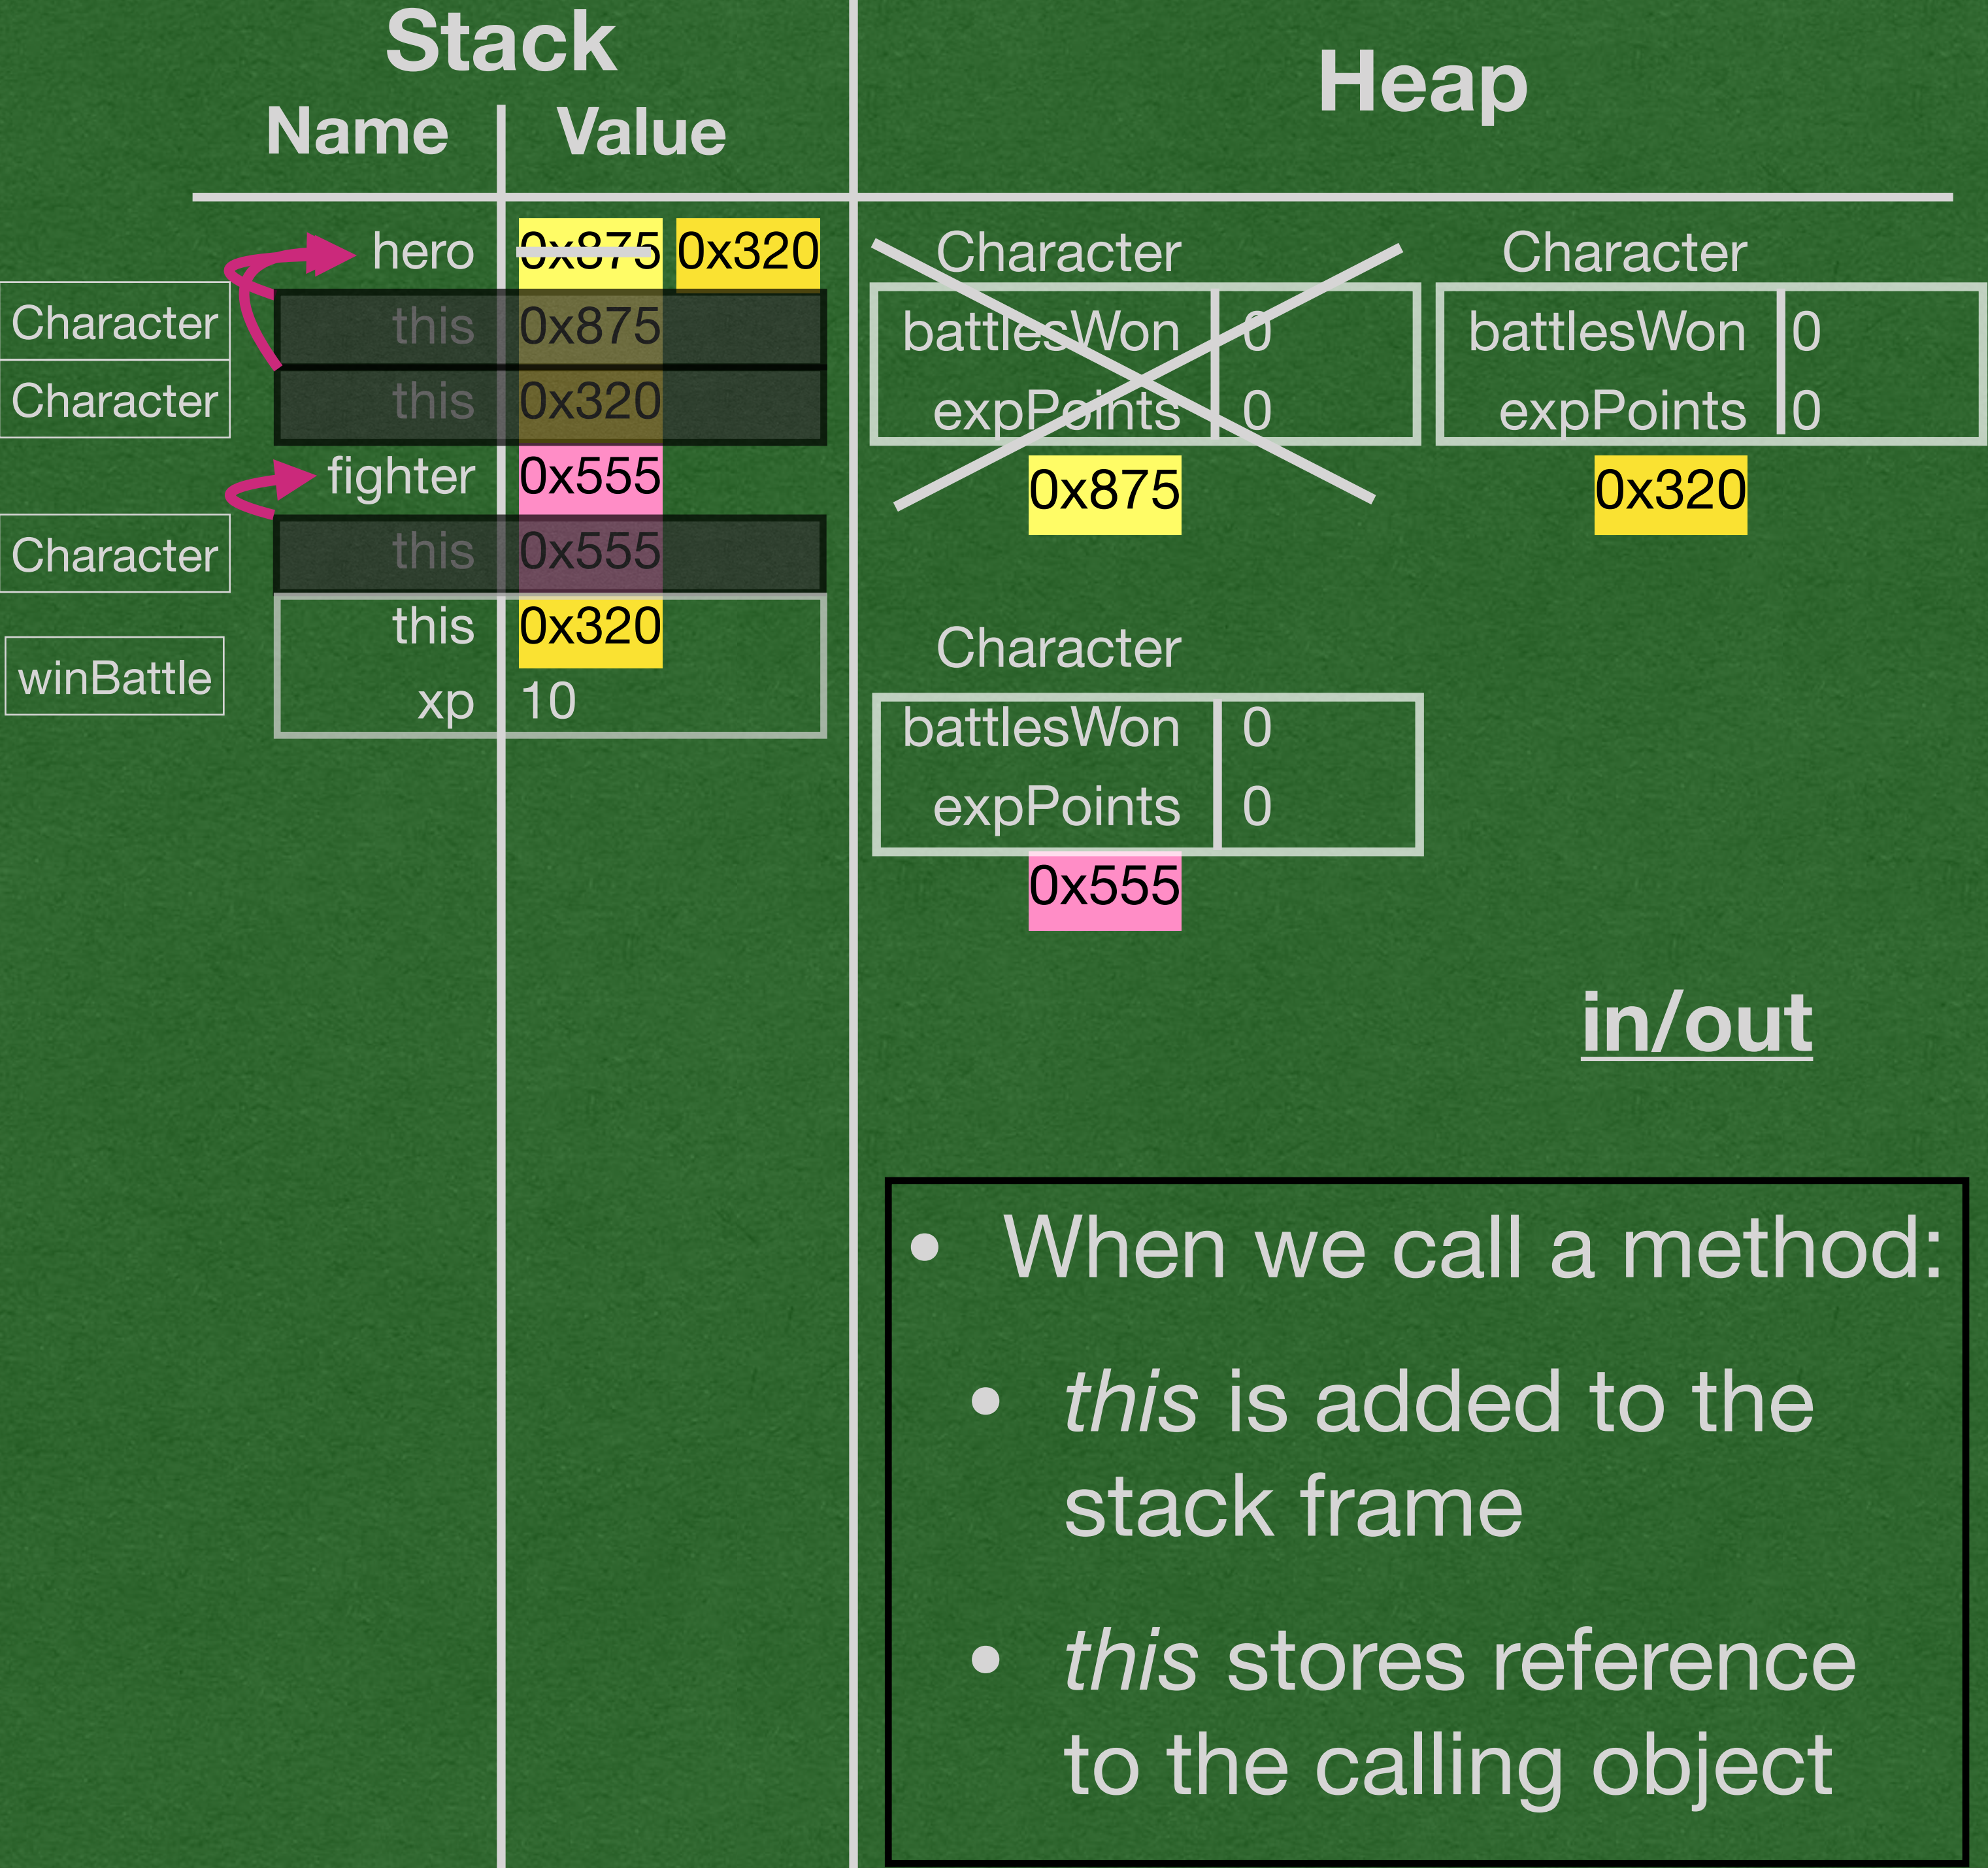 Stack
Heap
Name Value
hero 0x875 0x320
Character this 0x875
Character this 0x320
fighter 0x555
Character this 0x555
this 0x320
winBattle
xp 10
Character
battlesWon 0
expPoints 0
0x875
Character
battlesWon 0
expPoints 0
0x320
Character
battlesWon 0
expPoints 0
0x555
in/out
• When we call a method:
• this is added to the
stack frame
• this stores reference
to the calling object